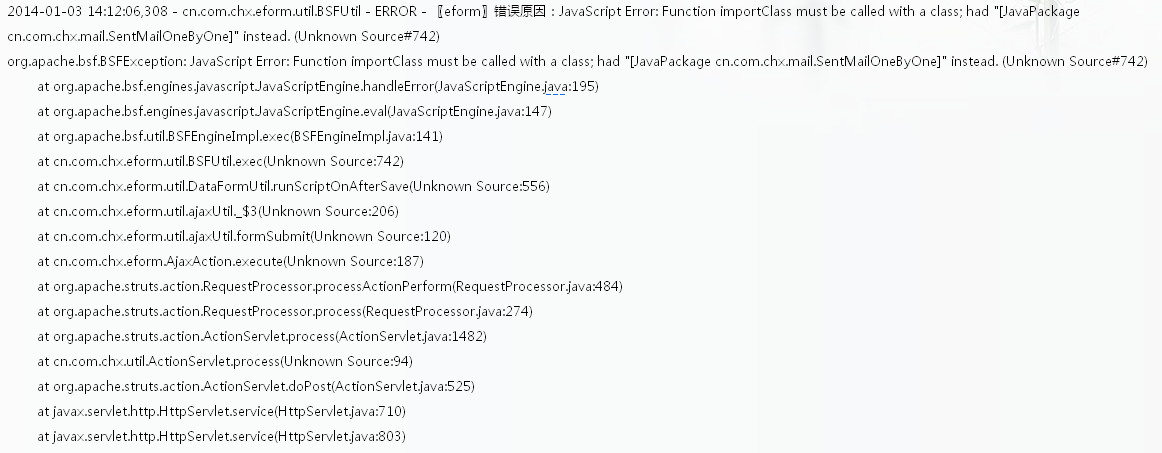 2014-01-03 14:12:06,308 - cn.com.chx.eform.util.BSFUtil - ERROR - 〖eform〗错误原因：JavaScript Error: Function importClass must be called with a class; had "[JavaPackage
cn.com.chx.mail.SentMailOneByOne]" instead. (Unknown Source#742)
org.apache.bsf.BSFException: JavaScript Error: Function importClass must be called with a class; had "[JavaPackage cn.com.chx.mail.SentMailOneByOne]" instead. (Unknown Source#742)
at org.apache.bsf.engines.javascript.JavaScriptEngine.handleError(JavaScriptEngine.java:195)
at org.apache.bsf.engines.javascript.JavaScriptEngine.eval(JavaScriptEngine.java:147)
at org.apache.bsf.util.BSFEngineImpl.exec(BSFEngineImpl.java:141)
at cn.com.chx.eform.util.BSFUtil.exec(Unknown Source:742)
at cn.com.chx.eform.util.DataFormUtil.runScriptOnAfterSave(Unknown Source:556)
at cn.com.chx.eform.util.ajaxUtil._$3(Unknown Source:206)
at cn.com.chx.eform.util.ajaxUtil.formSubmit(Unknown Source:120)
at cn.com.chx.eform.AjaxAction.execute(Unknown Source:187)
at org.apache.struts.action.RequestProcessor.processActionPerform(RequestProcessor.java:484)
at org.apache.struts.action.RequestProcessor.process(RequestProcessor.java:274)
at org.apache.struts.action.ActionServlet.process(ActionServlet.java:1482)
at cn.com.chx.util.ActionServlet.process(Unknown Source:94)
at org.apache.struts.action.ActionServlet.doPost(ActionServlet.java:525)
at javax.servlet.http.HttpServlet.service(HttpServlet.java:710)
at javax.servlet.http.HttpServlet.service(HttpServlet.java:803)